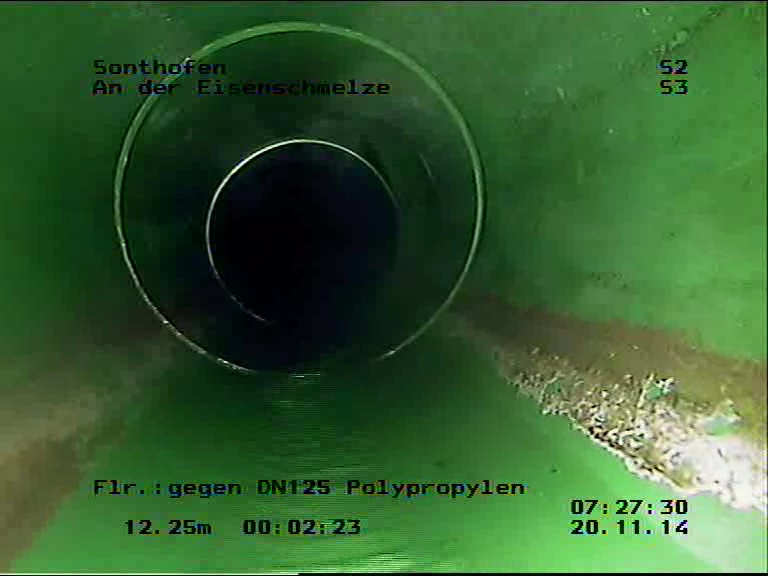 Sonthofen S2
An der Eisenschmelze S3
Flr.:gegen DN125 Polypropylen
07:27:30
12.25m 00:02:23 20.11.14